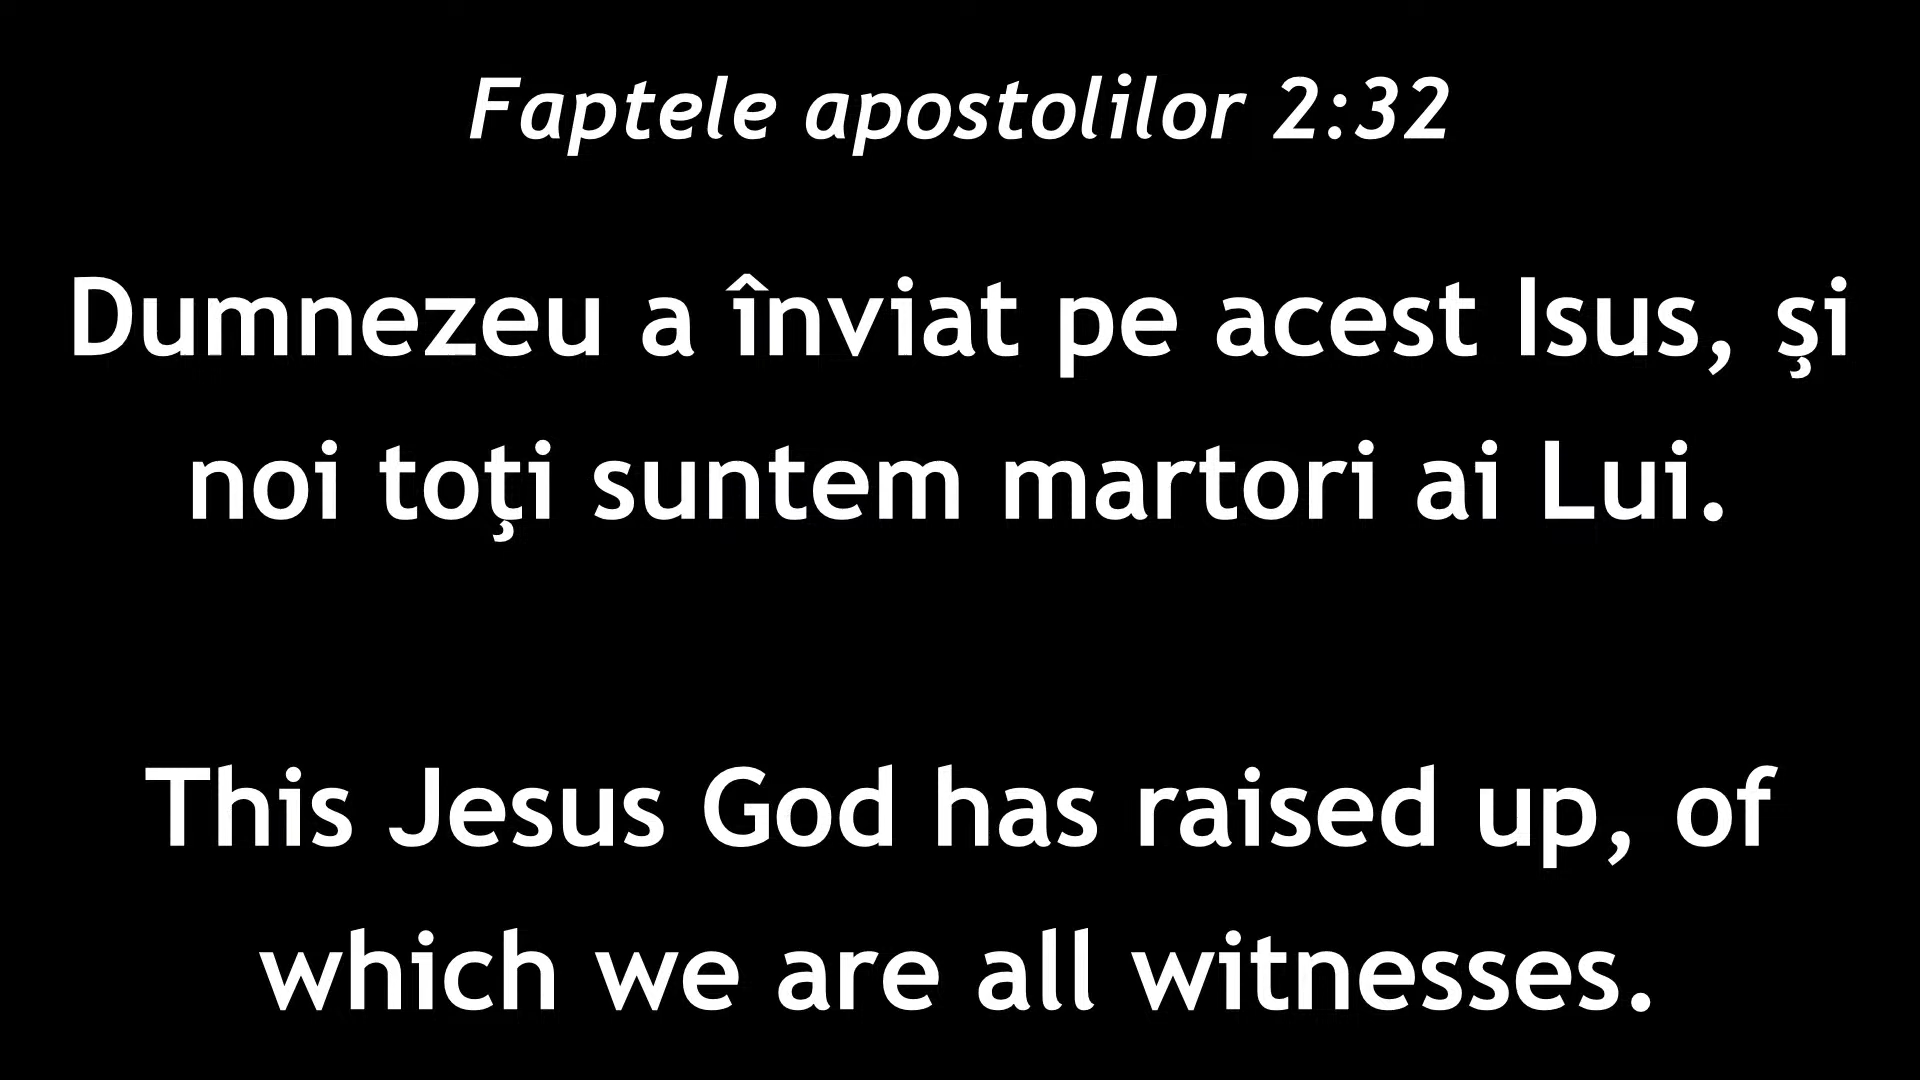 Faptele apostolilor 2:32
Dumnezeu a înviat pe acest Isus, şi
noi toţi suntem martori ai Lui.
This Jesus God has raised up, of
which we are all witnesses.